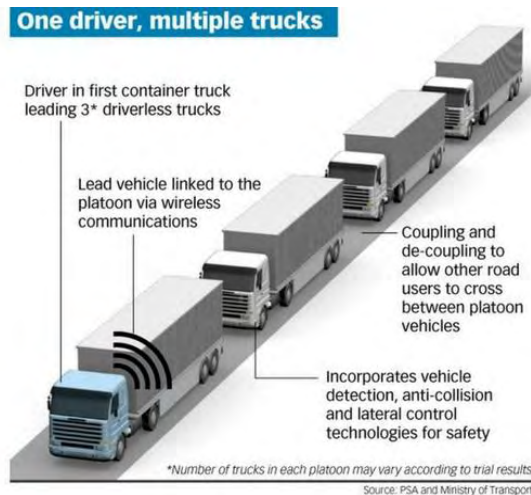 One driver, multiple trucks
Driver in first container truck
leading 3* driverless trucks
Lead vehicle linked to the
platoon via wireless
communications
Coupling and
de-coupling to
allow other road
users to cross
between platoon
vehicles
Incorporates vehicle
detection, anti-collision
and lateral control
technologies for safety
*Number of trucks in each platoon may vary according to trial results
Source: PSA and Ministry of Transport